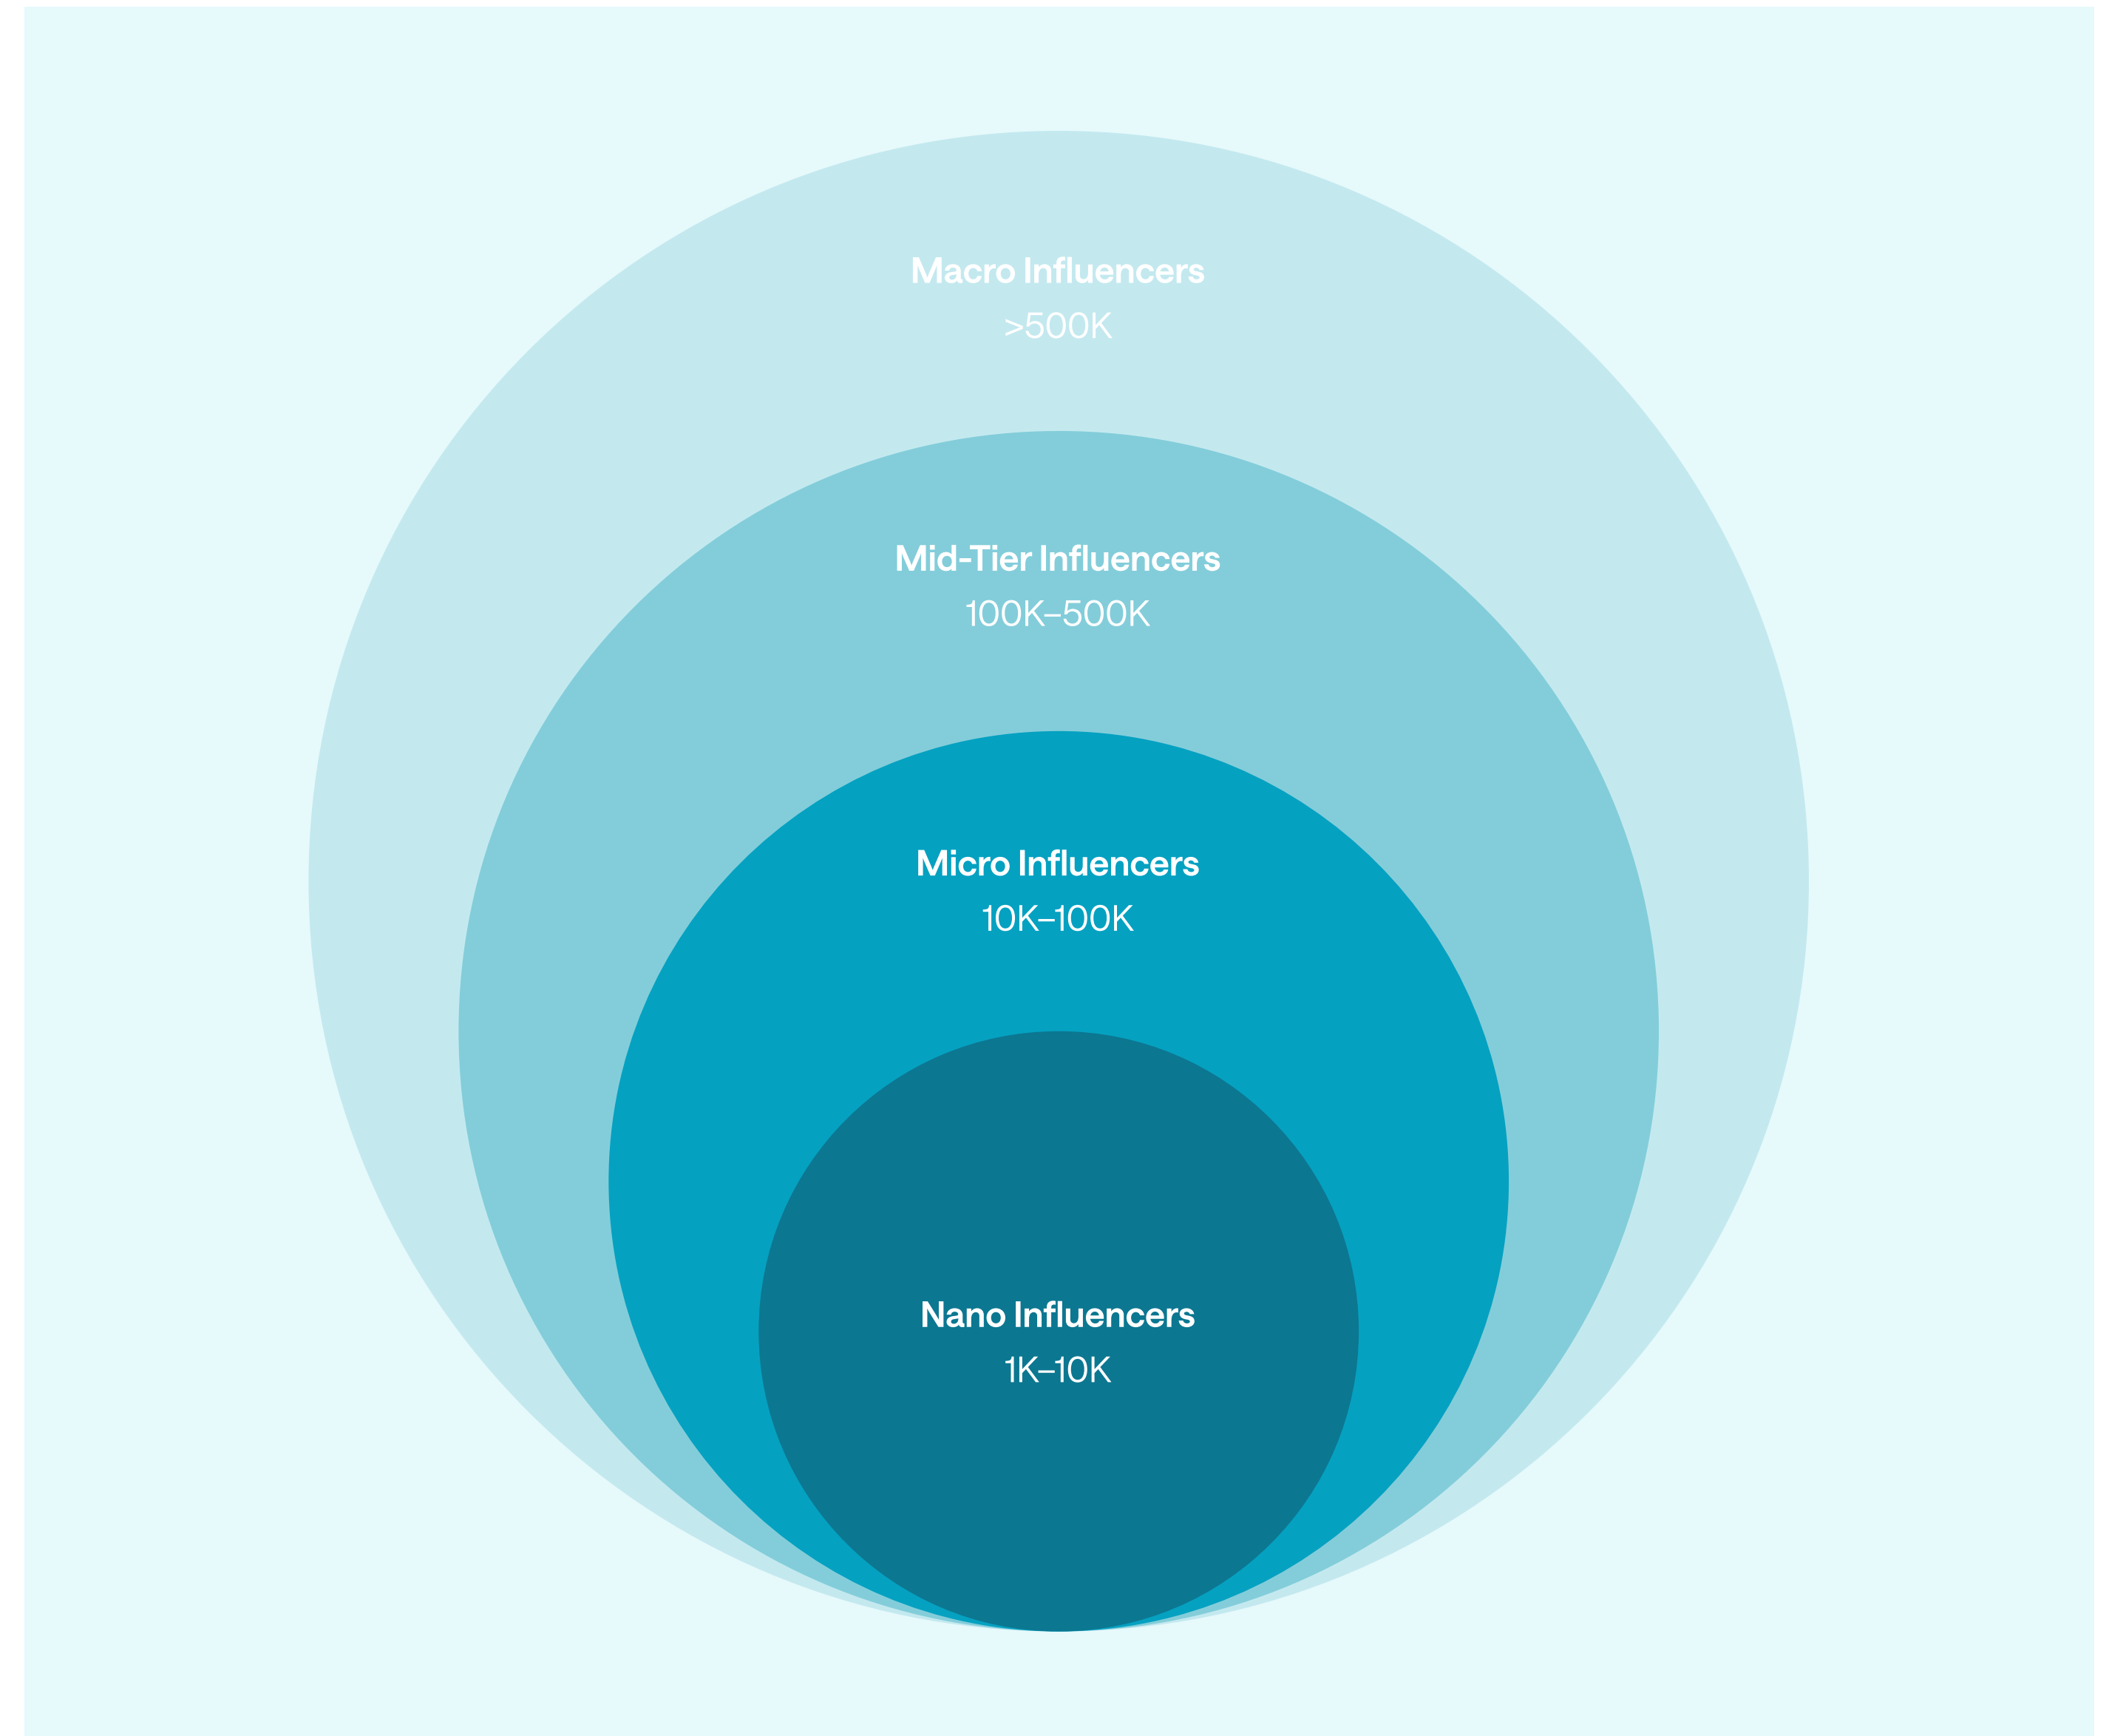 Macro Influencers
>500K
Mid-Tier Influencers
100K–500K
Micro Influencers
10K–100K
Nano Influencers
1K–10K